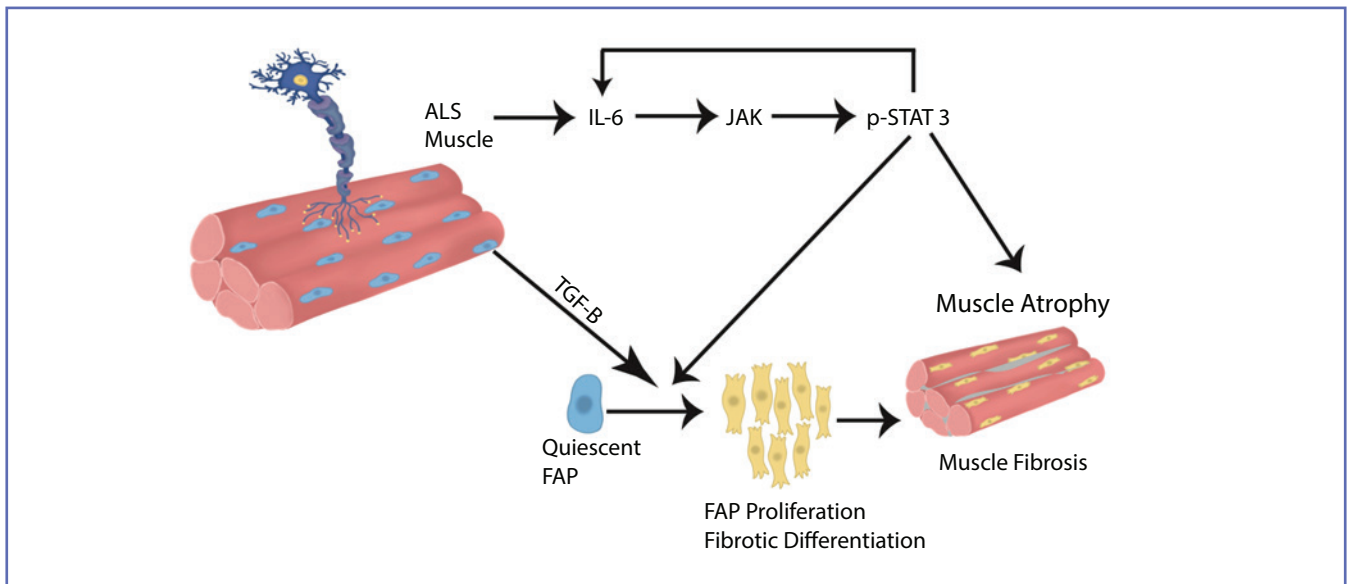 ALS
Muscle
IL-6
JAK
p-STAT 3
TGF-B
Muscle Atrophy
Quiescent
FAP
Muscle Fibrosis
FAP Proliferation
Fibrotic Differentiation